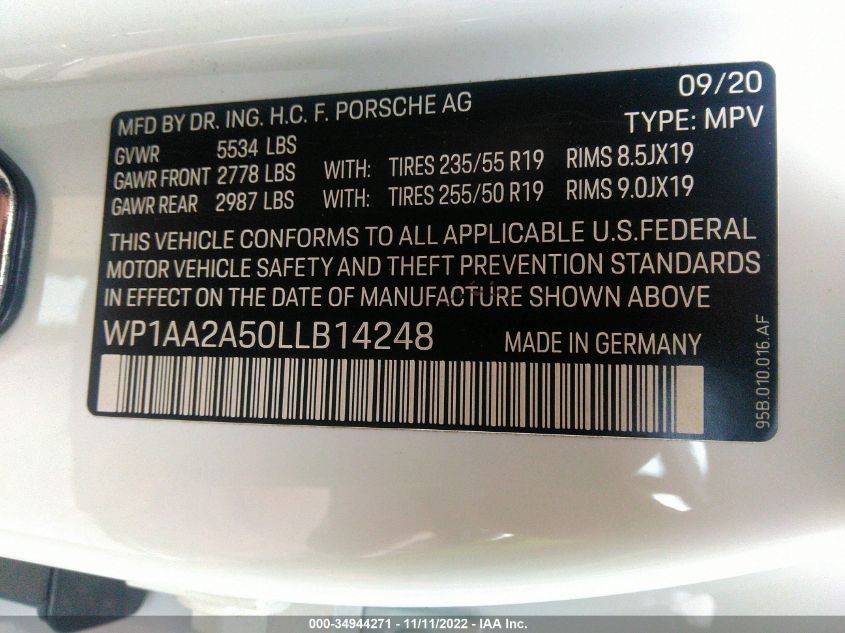 09/20
MFD BY DR. ING. H.C. F. PORSCHE AG
TYPE: MPV
GVWR 5534 LBS
GAWR FRONT 2778 LBS WITH: TIRES 235/55 R19 RIMS 8.5JX19
GAWR REAR 2987 LBS WITH: TIRES 255/50 R19 RIMS 9.0JX19
THIS VEHICLE CONFORMS TO ALL APPLICABLE U.S.FEDERAL
MOTOR VEHICLE SAFETY AND THEFT PREVENTION STANDARDS
IN EFFECT ON THE DATE OF MANUFACTURE SHOWN ABOVE
WP1AA2A50LLB14248 MADE IN GERMANY
95B.010.016.AF
000-34944271 - 11/11/2022 - IAA Inc.